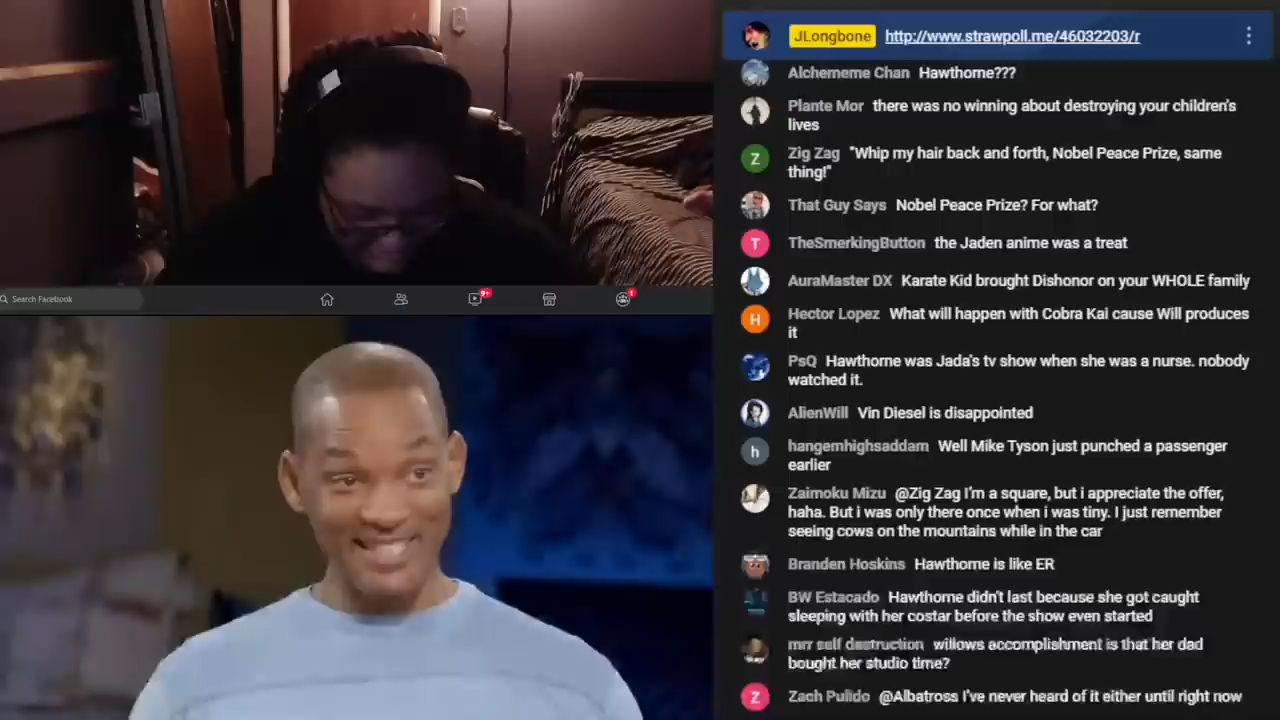 JLongbone http://www.strawpoll.me/46032203/r
Alchememe Chan Hawthorne???
Plante Mor there was no winning about destroying your children's
lives
Z Zig Zag "Whip my hair back and forth, Nobel Peace Prize, same
thing!"
That Guy Says Nobel Peace Prize? For what?
T TheSmerkingButton the Jaden anime was a treat
AuraMaster DX Karate Kid brought Dishonor on your WHOLE family
H Hector Lopez What will happen with Cobra Kai cause Will produces
it
Search Facebook
9+
1
PsQ Hawthorne was Jada's tv show when she was a nurse. nobody
watched it.
AlienWill Vin Diesel is disappointed
h hangemhighsaddam Well Mike Tyson just punched a passenger
earlier
Zaimoku Mizu @Zig Zag I'm a square, but i appreciate the offer,
haha. But i was only there once when i was tiny. I just remember
seeing cows on the mountains while in the car
Branden Hoskins Hawthorne is like ER
BW Estacado Hawthorne didn't last because she got caught
sleeping with her costar before the show even started
mrr self destruction willows accomplishment is that her dad
bought her studio time?
Z Zach Pulido @Albatross I've never heard of it either until right now